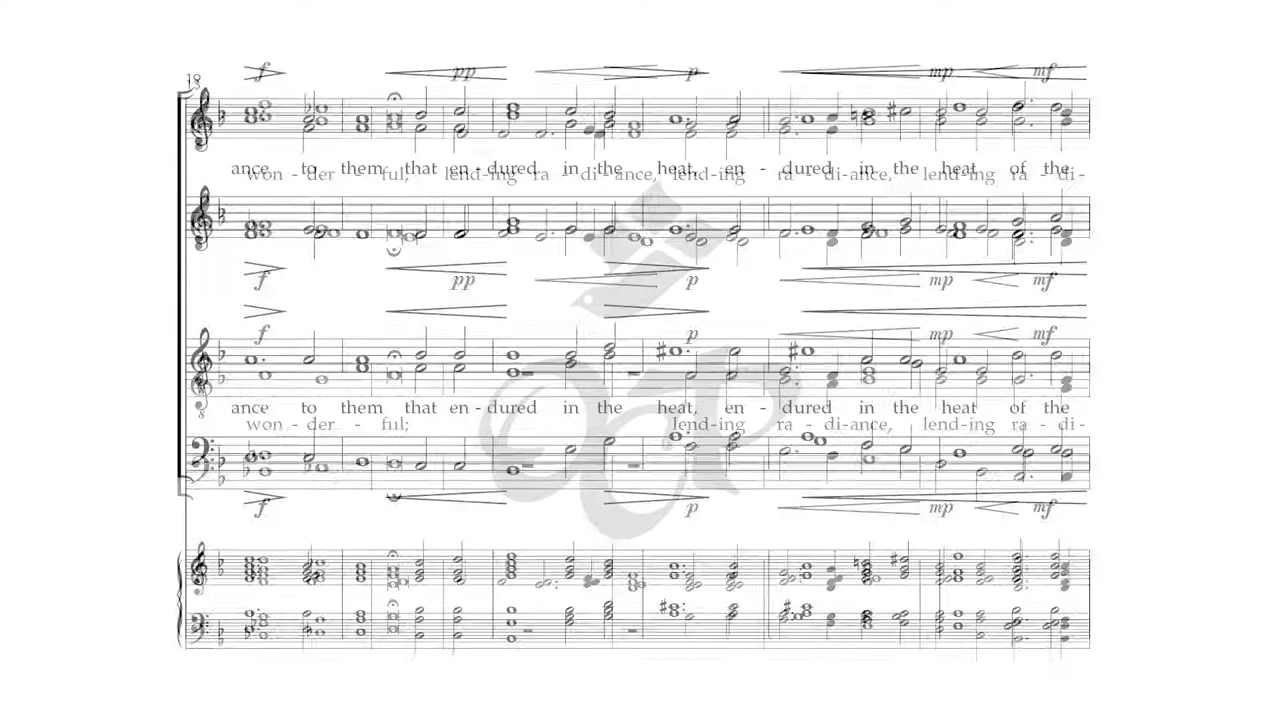 f pp p mp mf
ance to them that en - dured in the heat, en - dured in the heat of the
won - der - ful; lend-ing ra - di - ance, lend-ing ra - di-ance, lend-ing ra - di -
f pp p mp mf
f p mp mf
ance to them that en - dured in the heat, en - dured in the heat of the
won - der - ful; lend-ing ra - di-ance, lend-ing ra - di -
f p mp mf